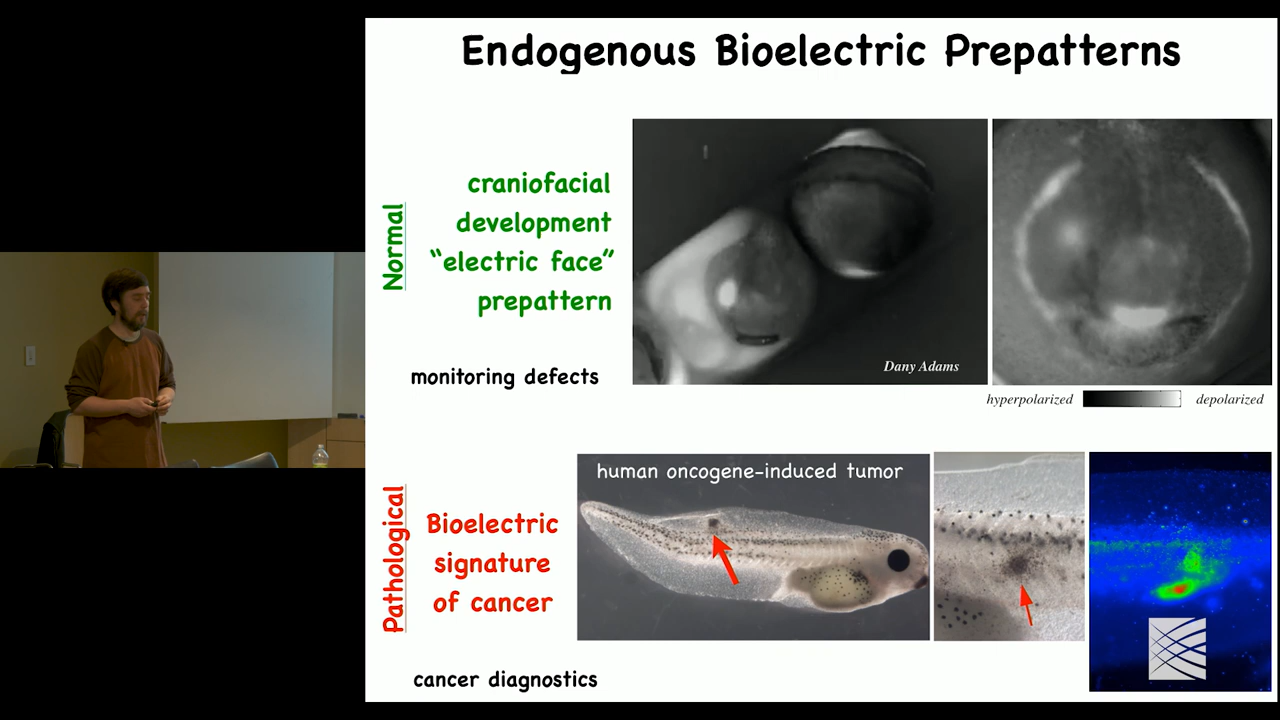 Endogenous Bioelectric Prepatterns
Normal
craniofacial
development
“electric face”
prepattern
monitoring defects
Dany Adams
hyperpolarized
depolarized
Pathological
Bioelectric
signature
of cancer
human oncogene-induced tumor
cancer diagnostics